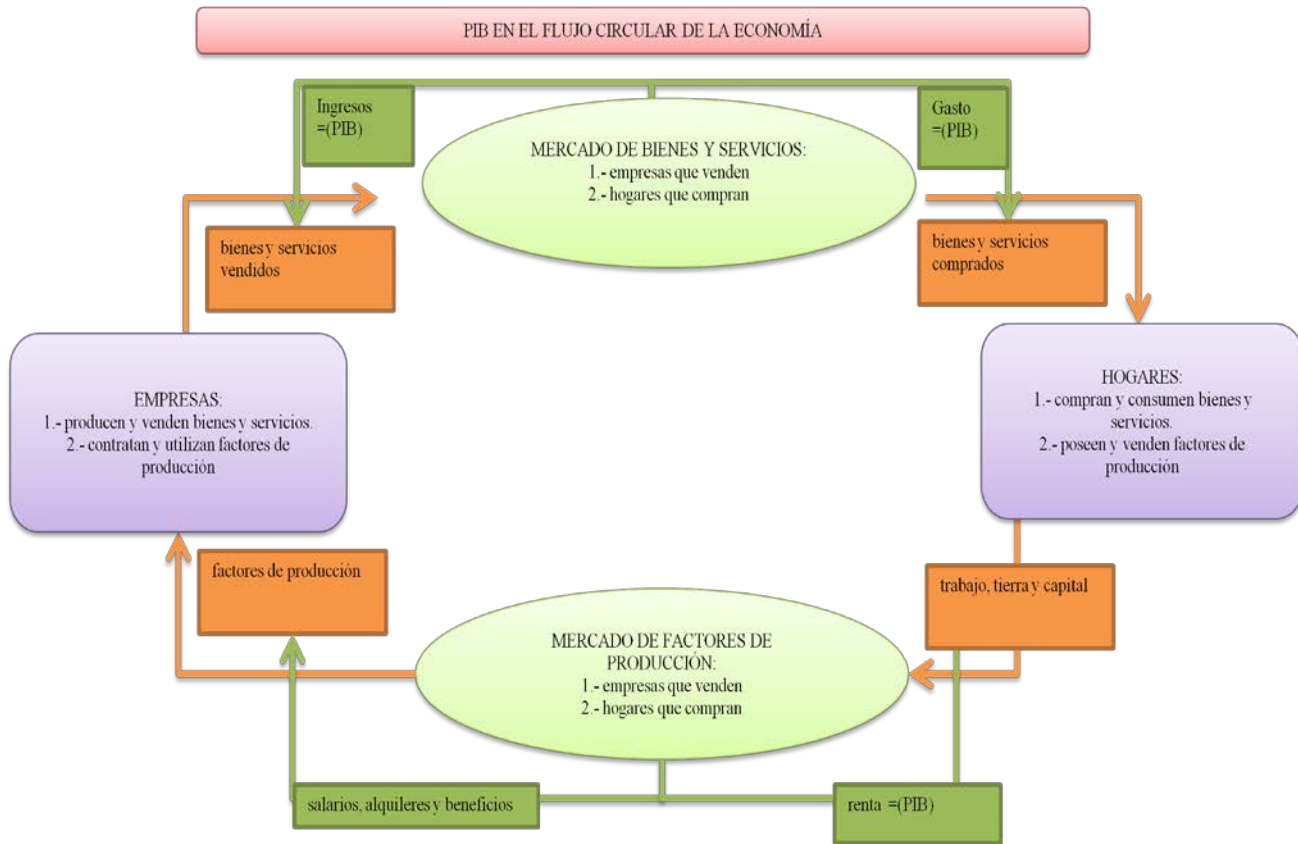 PIB EN EL FLUJO CIRCULAR DE LA ECONOMÍA
Ingresos
=(PIB)
Gasto
=(PIB)
MERCADO DE BIENES Y SERVICIOS:
1.- empresas que venden
2.- hogares que compran
bienes y servicios
vendidos
bienes y servicios
comprados
EMPRESAS:
1.- producen y venden bienes y servicios.
2.- contratan y utilizan factores de
producción
HOGARES:
1.- compran y consumen bienes y
servicios.
2.- poseen y venden factores de
producción
factores de producción
trabajo, tierra y capital
MERCADO DE FACTORES DE
PRODUCCIÓN:
1.- empresas que venden
2.- hogares que compran
salarios, alquileres y beneficios
renta =(PIB)